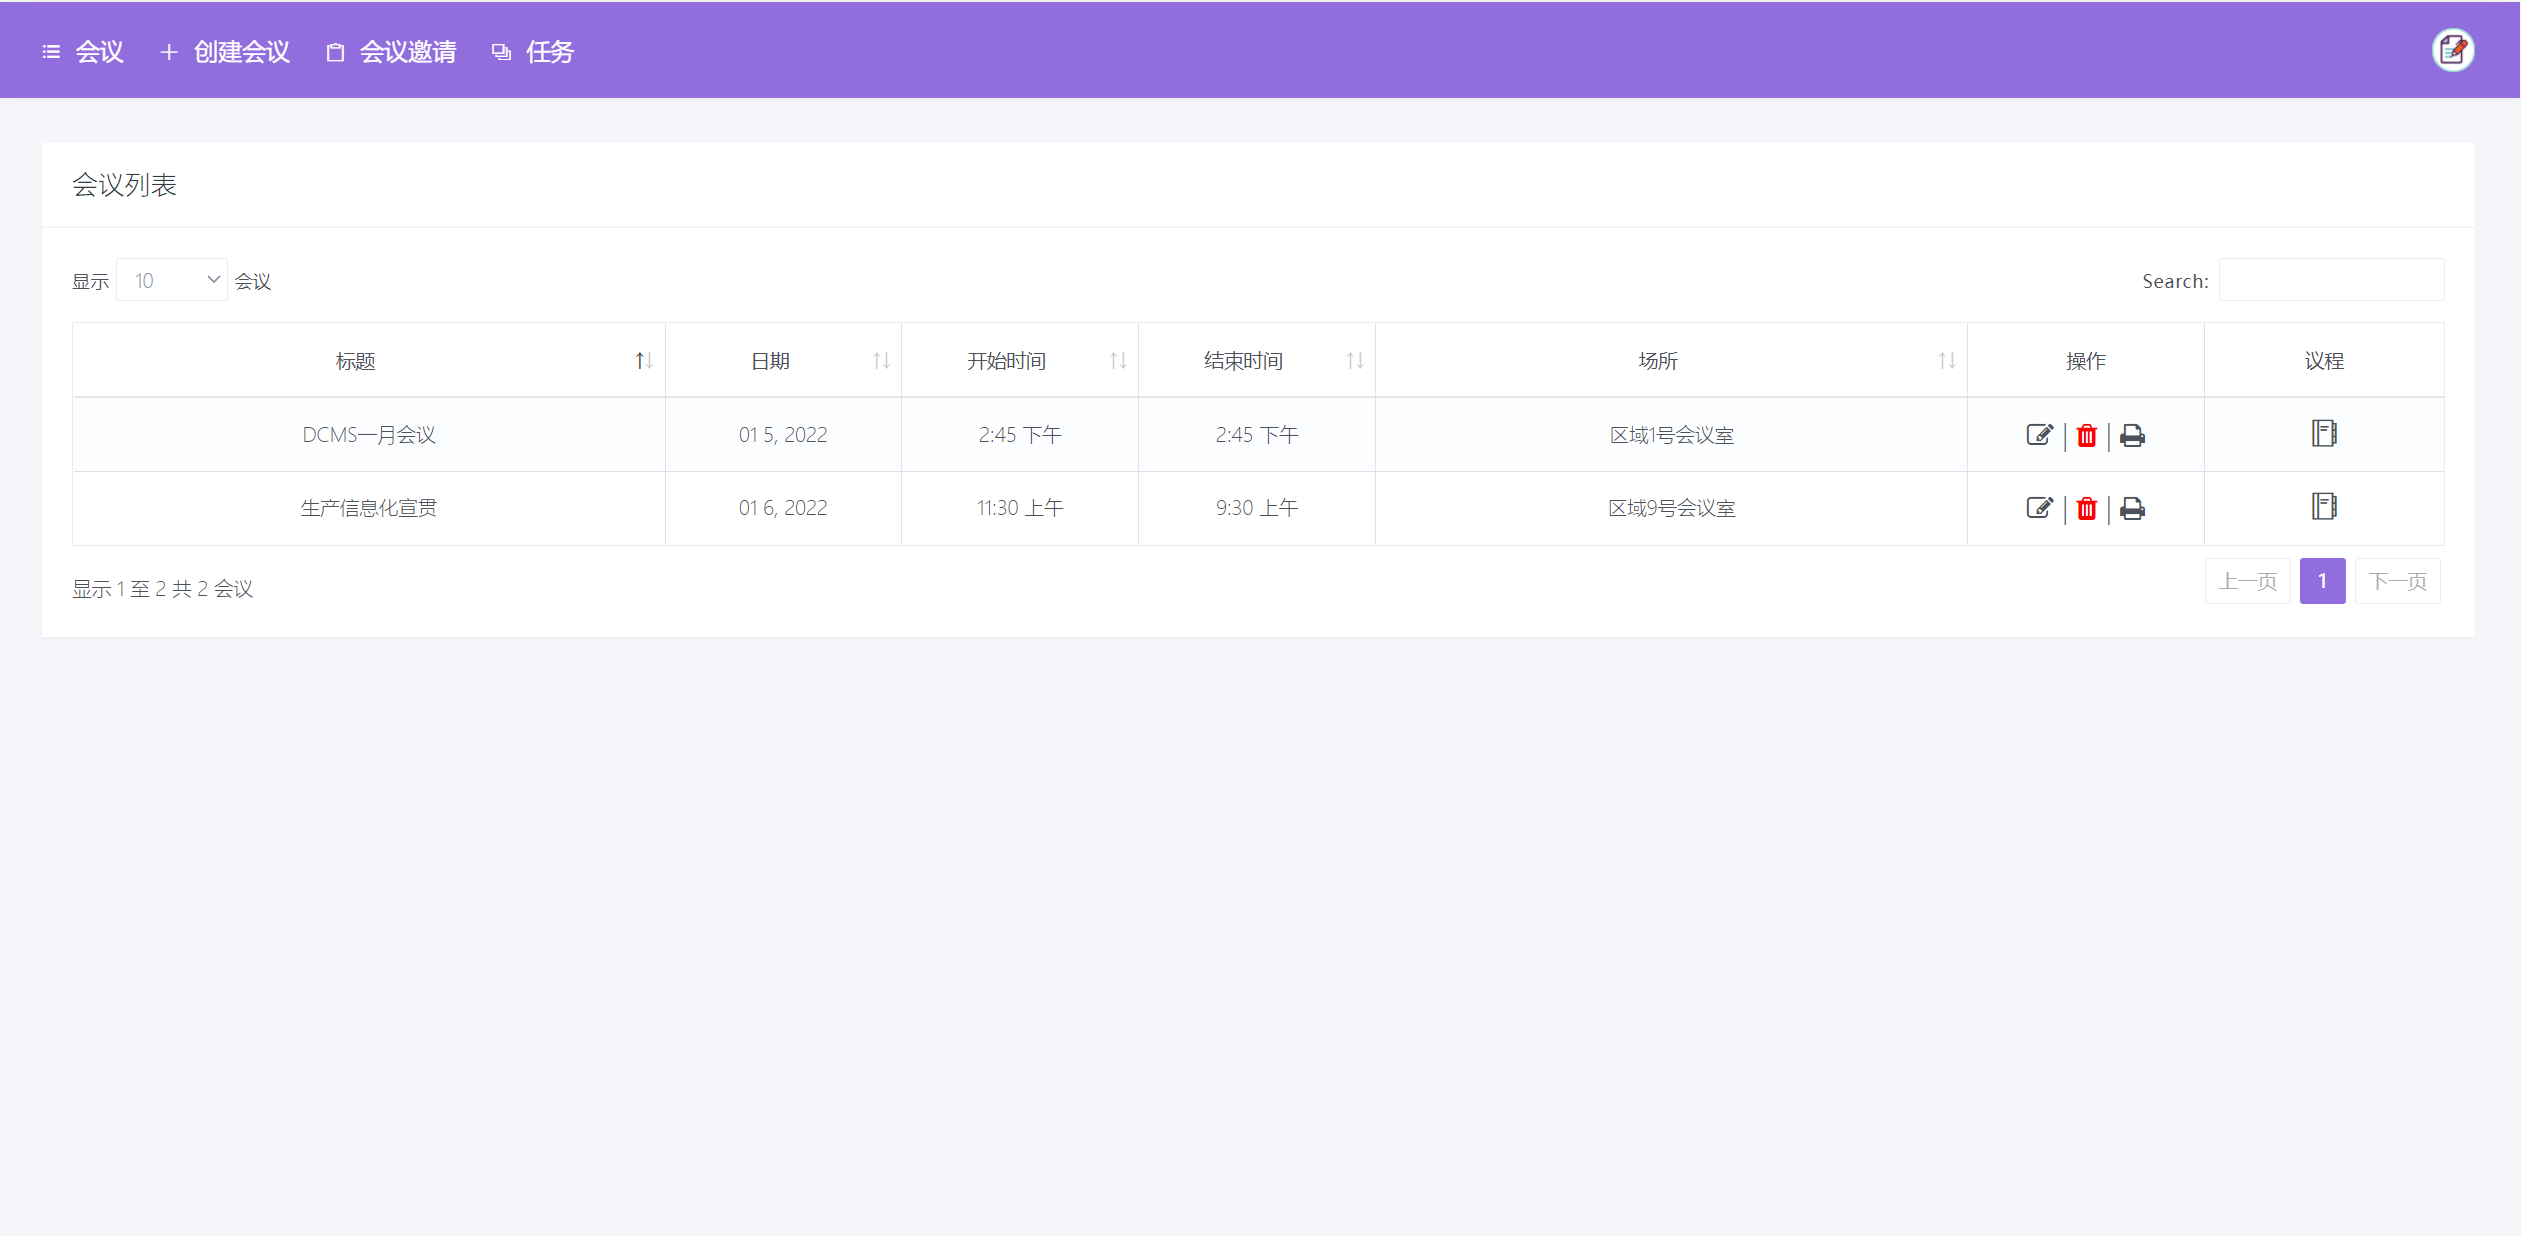 会议 创建会议 会议邀请 任务
会议列表
显示 10 会议 Search:
标题 日期 开始时间 结束时间 场所 操作 议程
DCMS一月会议 01 5, 2022 2:45 下午 2:45 下午 区域1号会议室
生产信息化宣贯 01 6, 2022 11:30 上午 9:30 上午 区域9号会议室
显示 1 至 2 共 2 会议 上一页 1 下一页